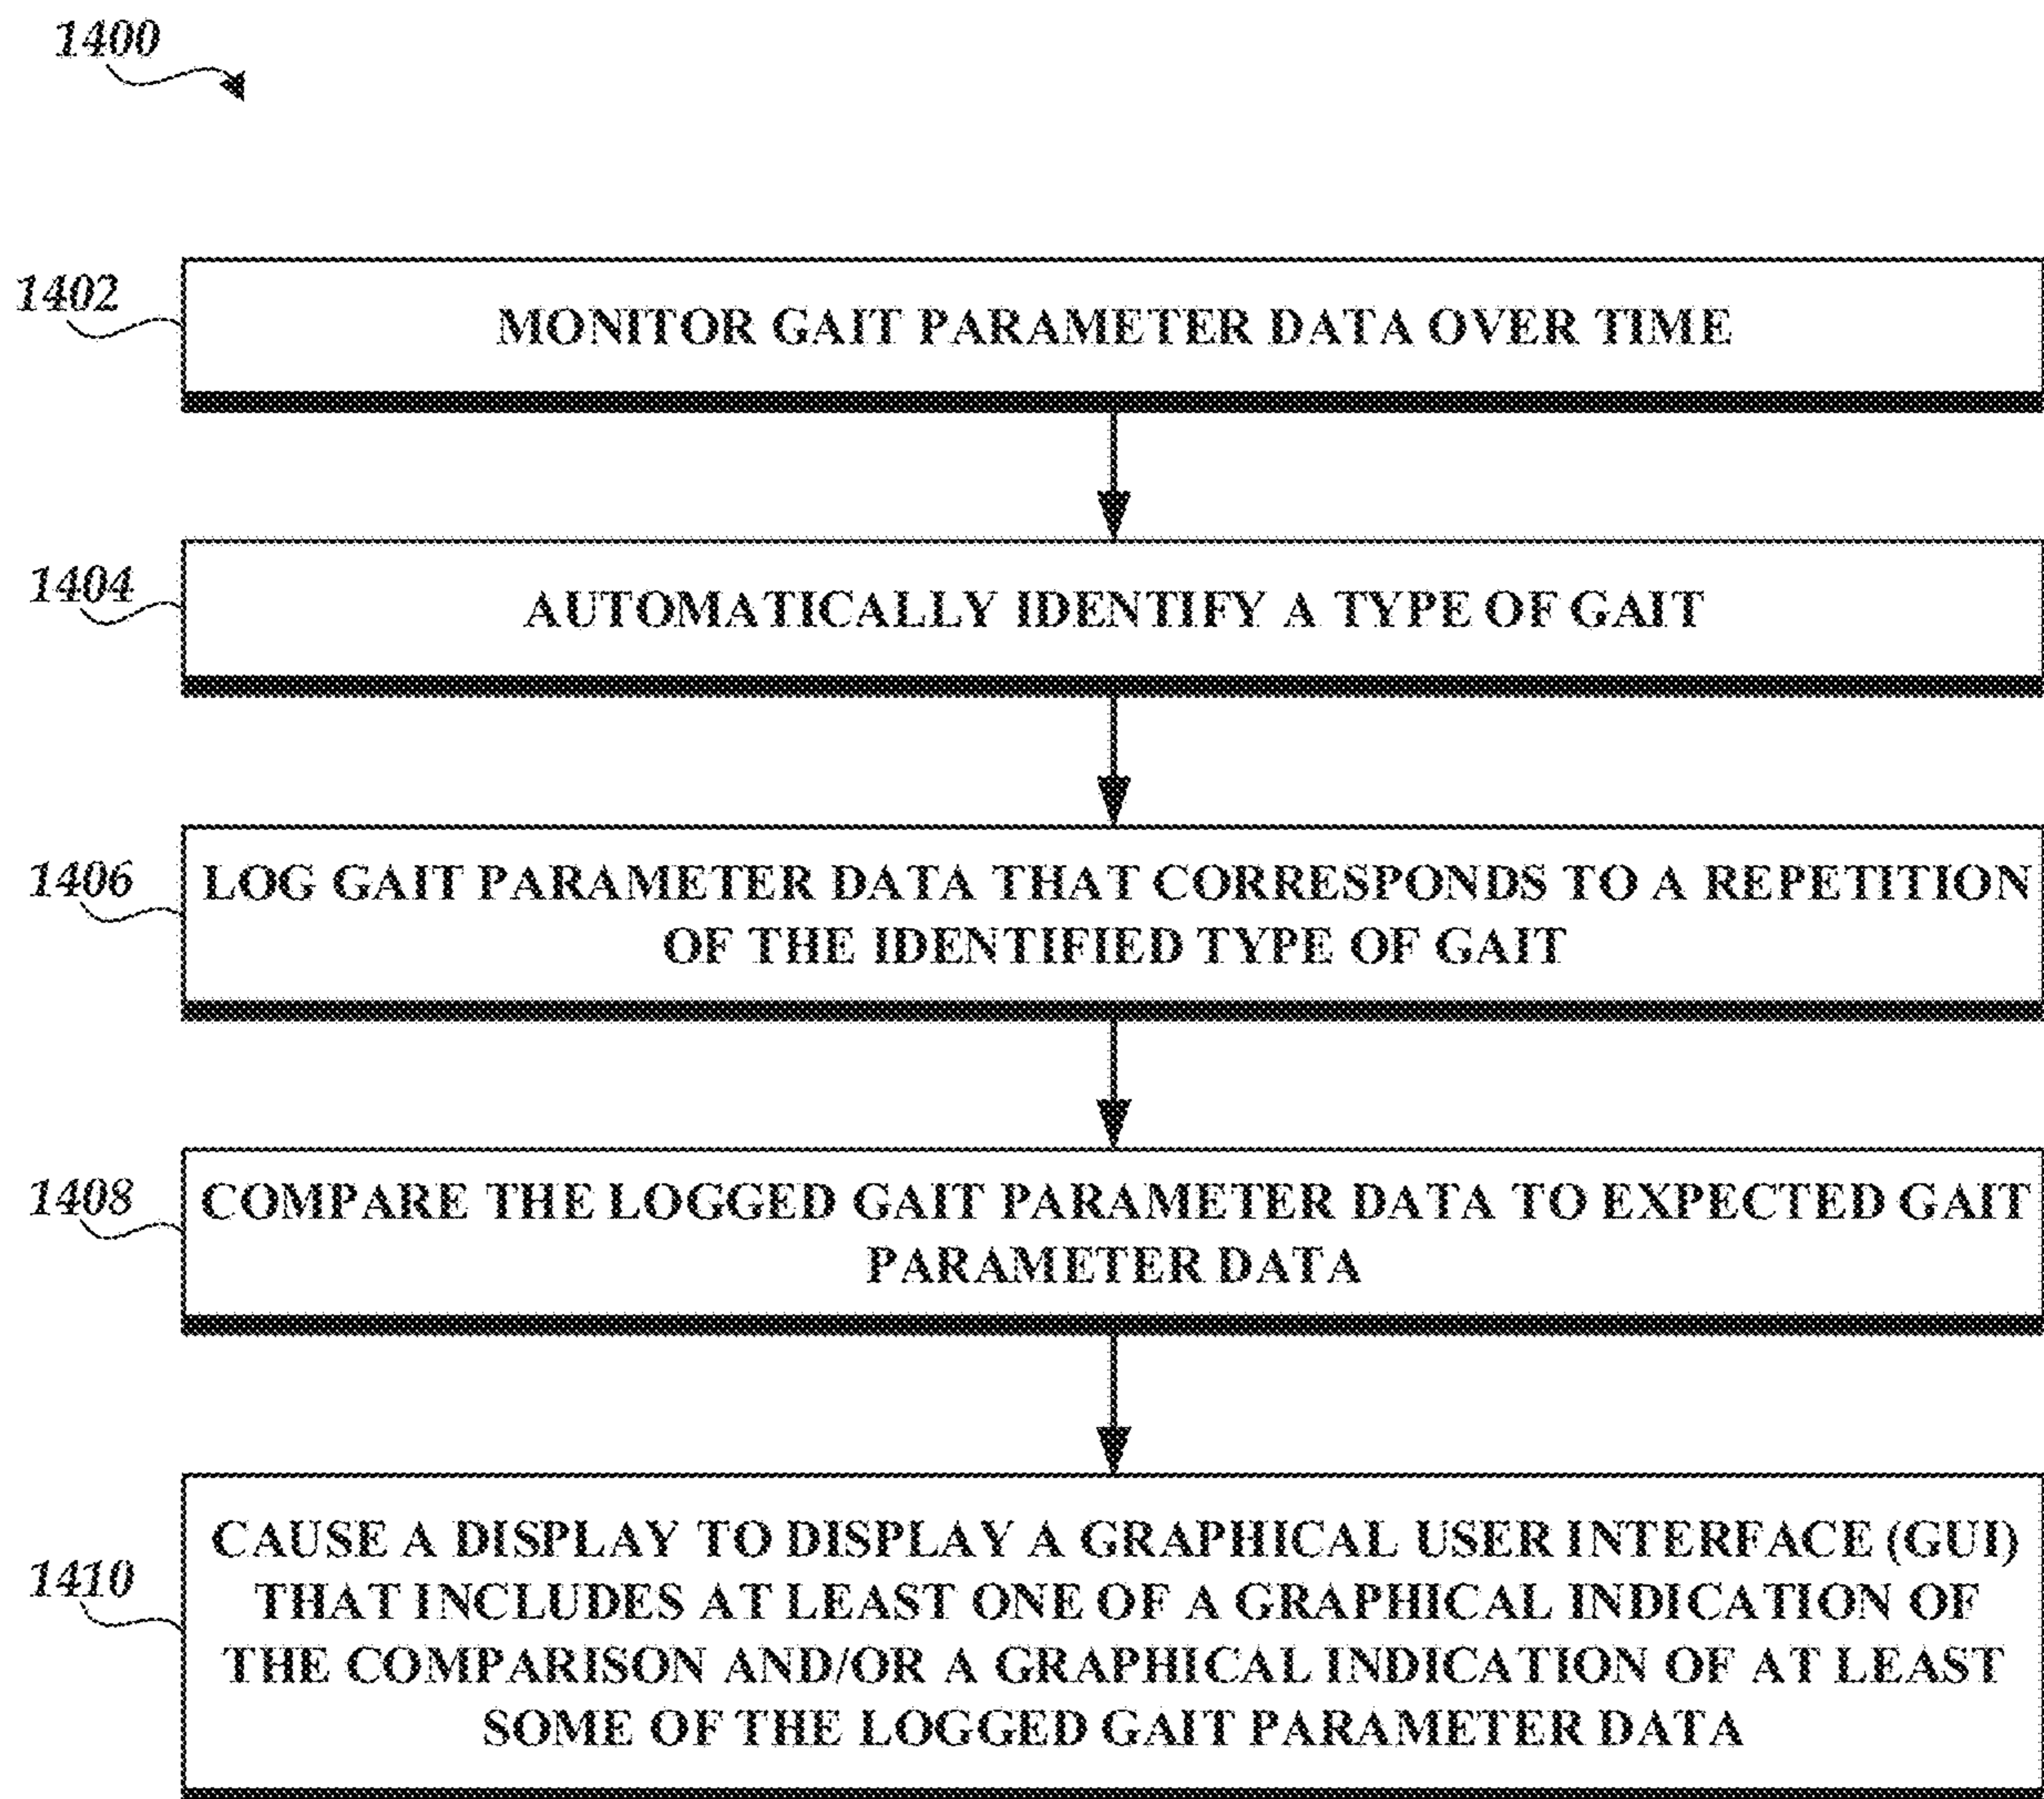 1400
1402
MONITOR GAIT PARAMETER DATA OVER TIME
1404
AUTOMATICALLY IDENTIFY A TYPE OF GAIT
1406
LOG GAIT PARAMETER DATA THAT CORRESPONDS TO A REPETITION
OF THE IDENTIFIED TYPE OF GAIT
1408
COMPARE THE LOGGED GAIT PARAMETER DATA TO EXPECTED GAIT
PARAMETER DATA
1410
CAUSE A DISPLAY TO DISPLAY A GRAPHICAL USER INTERFACE (GUI)
THAT INCLUDES AT LEAST ONE OF A GRAPHICAL INDICATION OF
THE COMPARISON AND/OR A GRAPHICAL INDICATION OF AT LEAST
SOME OF THE LOGGED GAIT PARAMETER DATA